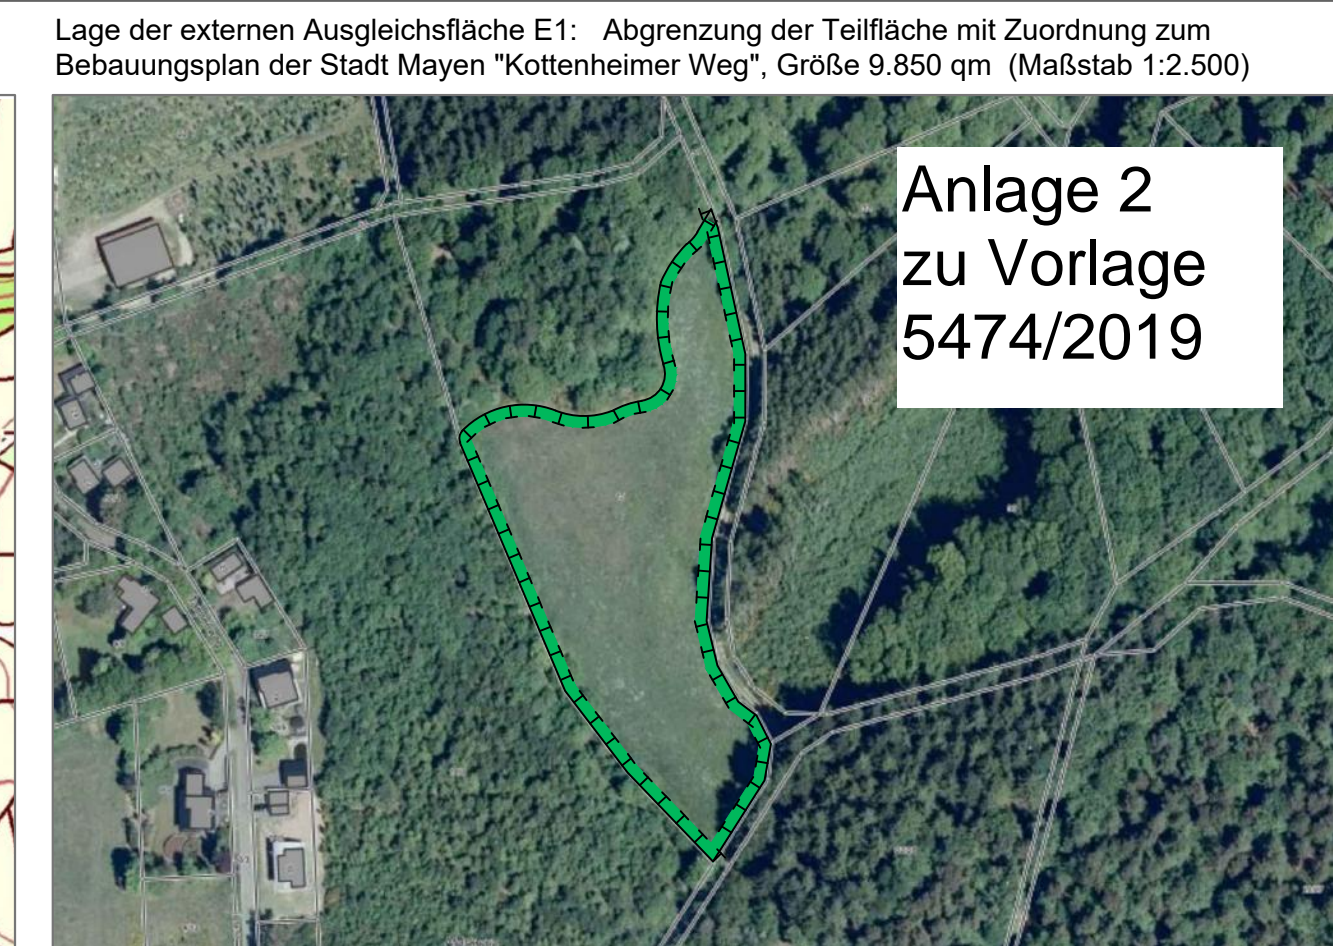 Lage der externen Ausgleichsfläche E1: Abgrenzung der Teilfläche mit Zuordnung zum
Bebauungsplan der Stadt Mayen "Kottenheimer Weg", Größe 9.850 qm (Maßstab 1:2.500)
Anlage 2
zu Vorlage
5474/2019